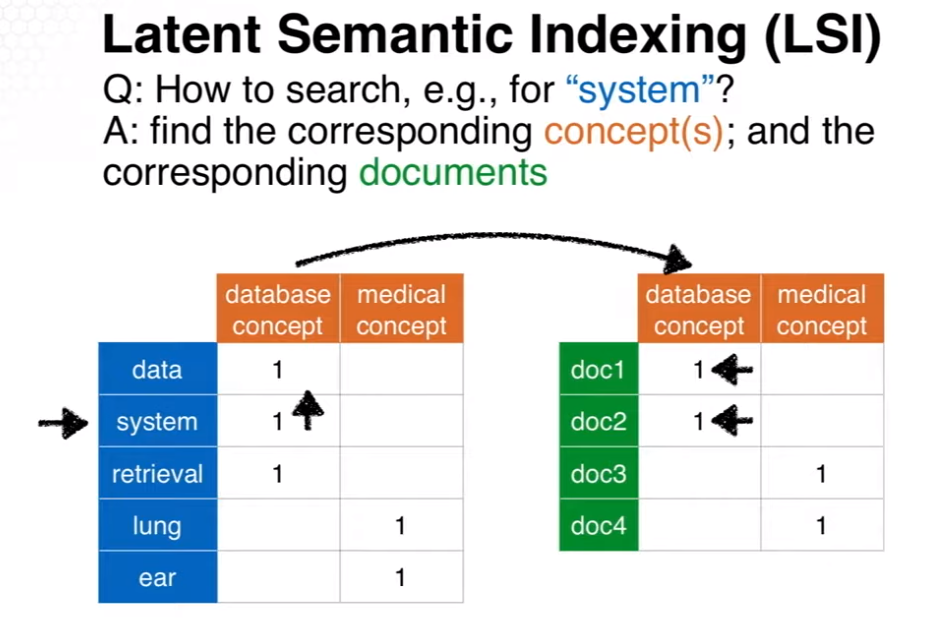 Latent Semantic Indexing (LSI)
Q: How to search, e.g., for “system”?
A: find the corresponding concept(s); and the
corresponding documents
database medical
concept concept
data 1
system 1
retrieval 1
lung 1
ear 1
database medical
concept concept
doc1 1
doc2 1
doc3 1
doc4 1